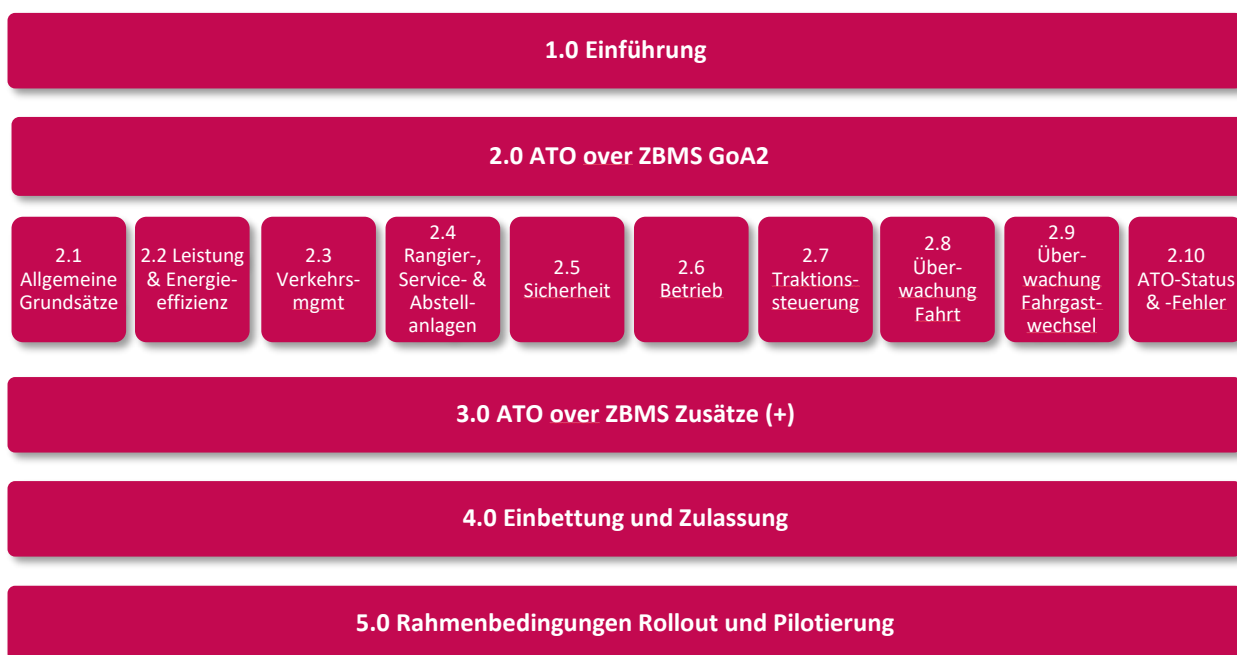 1.0 Einführung
2.0 ATO over ZBMS GoA2
2.1
Allgemeine
Grundsätze
2.2 Leistung
& Energie-
effizienz
2.3
Verkehrs-
mgmt
2.4
Rangier-,
Service- &
Abstell-
anlagen
2.5
Sicherheit
2.6
Betrieb
2.7
Traktions-
steuerung
2.8
Über-
wachung
Fahrt
2.9
Über-
wachung
Fahrgast-
wechsel
2.10
ATO-Status
& -Fehler
3.0 ATO over ZBMS Zusätze (+)
4.0 Einbettung und Zulassung
5.0 Rahmenbedingungen Rollout und Pilotierung